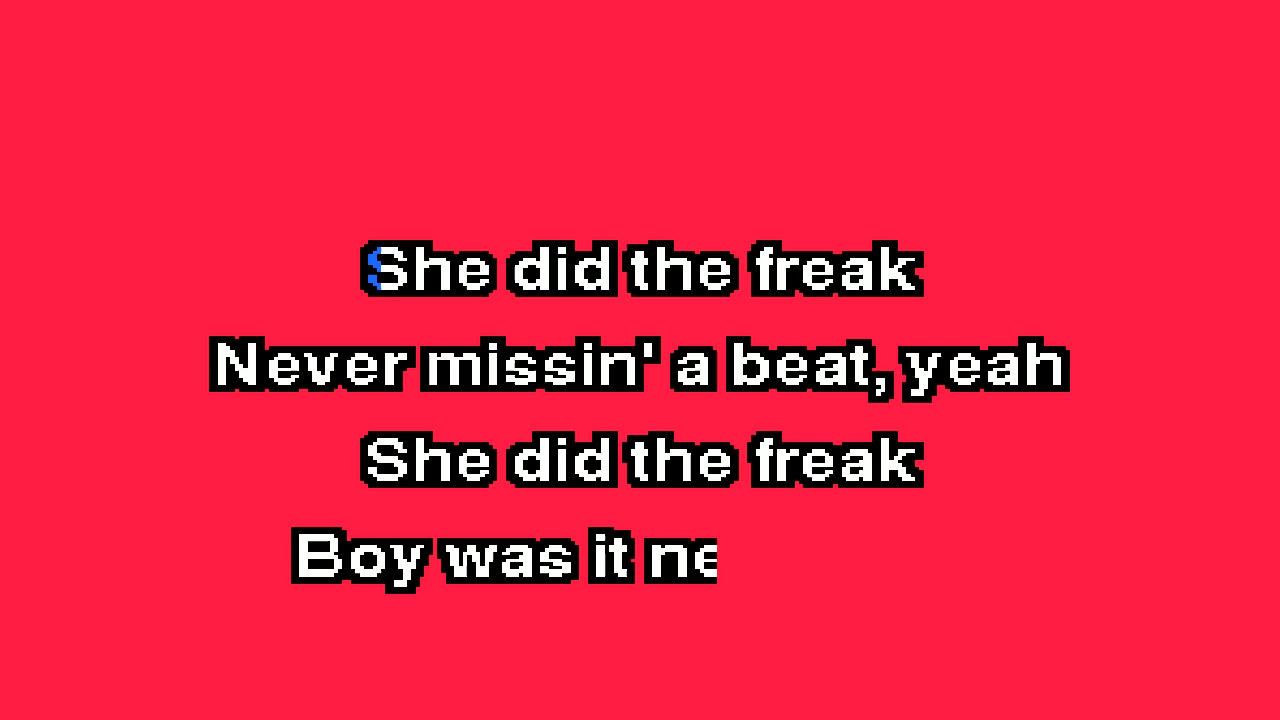 She did the freak
Never missin' a beat, yeah
She did the freak
Boy was it ne